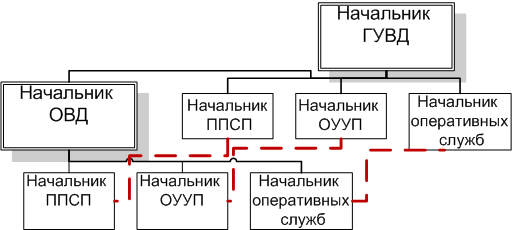 Начальник
ГУВД
Начальник
ОВД
Начальник
ППСП
Начальник
ОУУП
Начальник
оперативных
служб
Начальник
ППСП
Начальник
ОУУП
Начальник
оперативных
служб